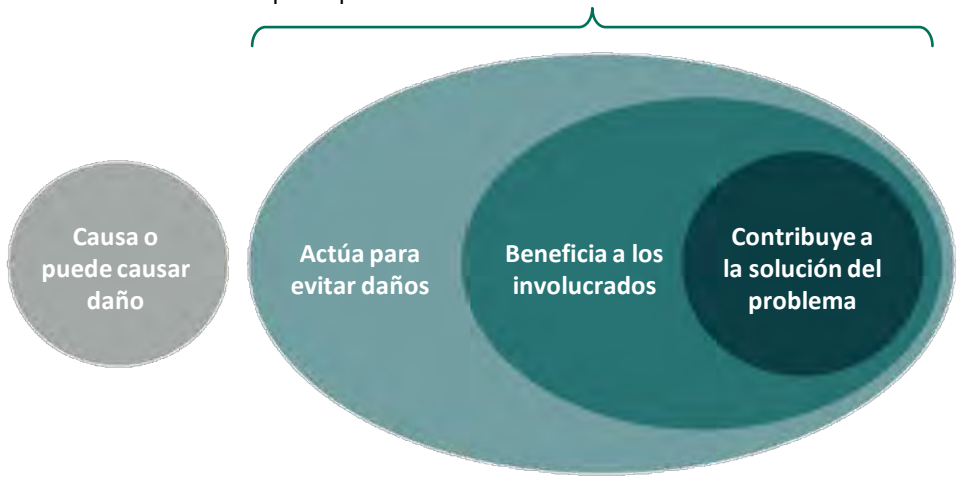 Causa o
puede causar
daño
Actúa para
evitar daños
Beneficia a los
involucrados
Contribuye a
la solución del
problema